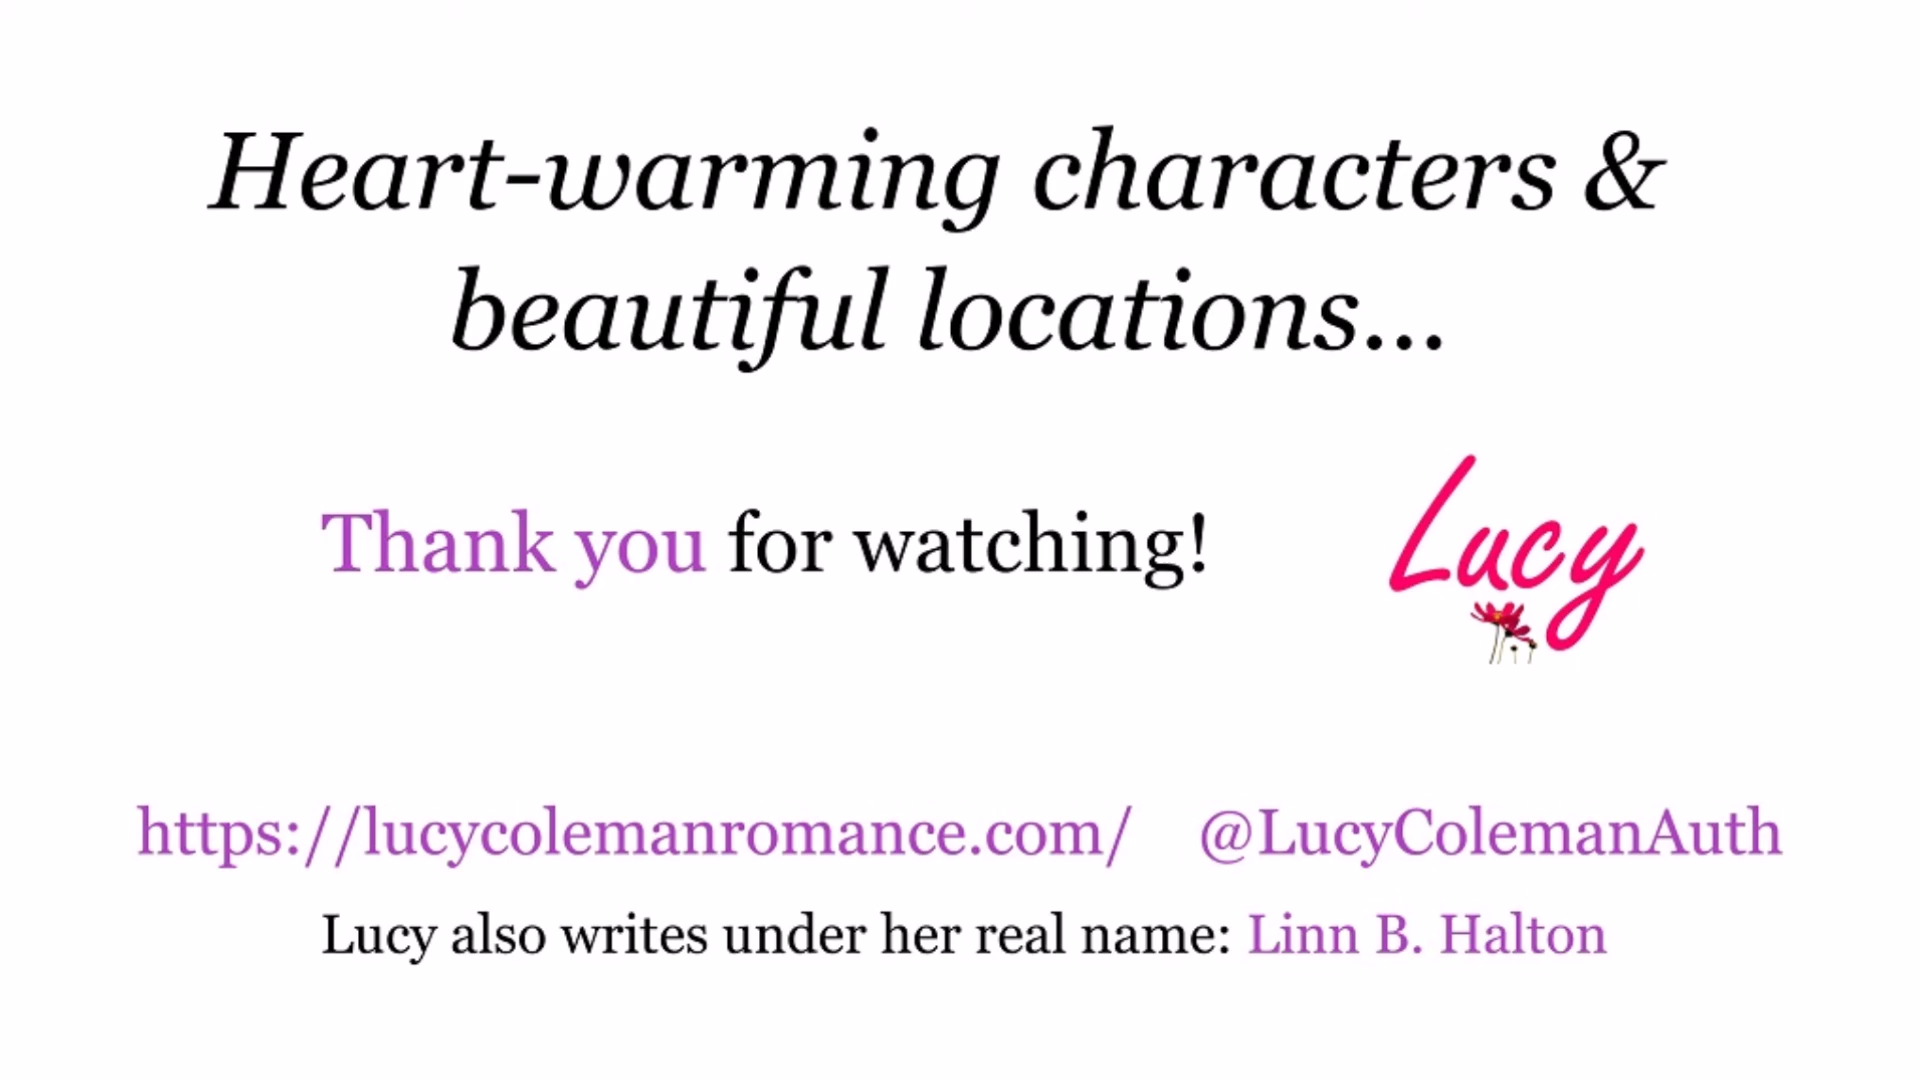 Heart-warming characters &
beautiful locations...
Thank you for watching!
Lucy
https://lucycolemanromance.com/ @LucyColemanAuth
Lucy also writes under her real name: Linn B. Halton